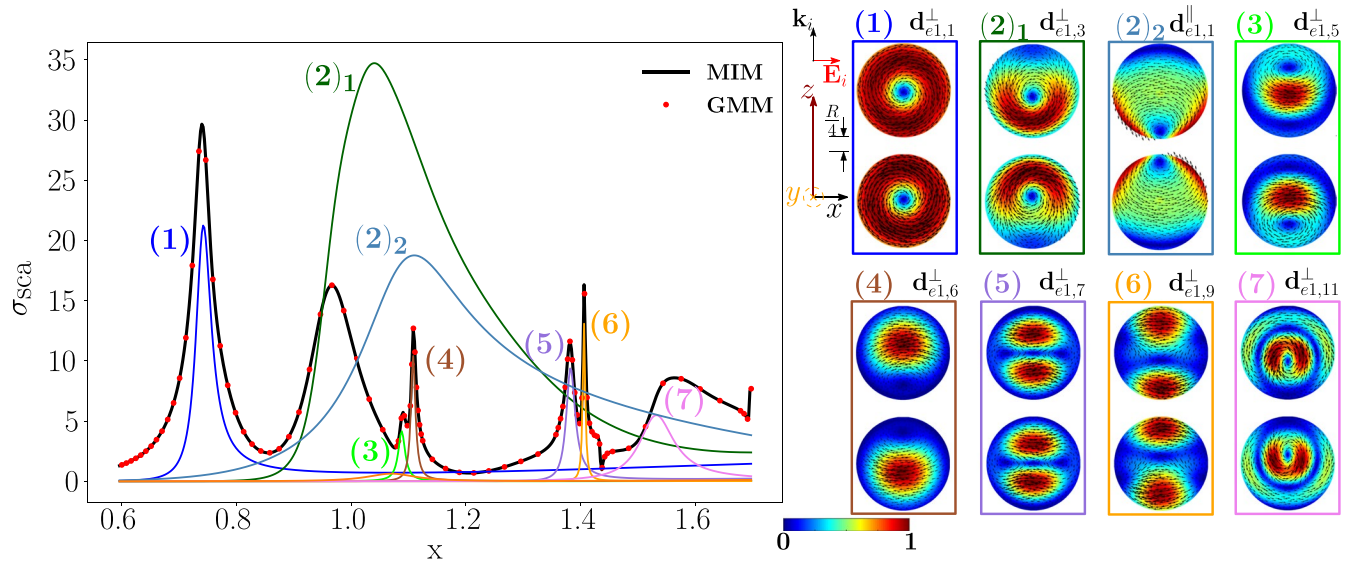 35
30
25
20
15
10
5
0
σsca
0.6
0.8
1.0
1.2
1.4
1.6
x
MIM
GMM
(1)
(2)₁
(2)₂
(3)
(4)
(5)
(6)
(7)
k_i
E_i
z
R/4
y
x
(1) d^⊥_{e1,1}
(2)₁ d^⊥_{e1,3}
(2)₂ d^∥_{e1,1}
(3) d^⊥_{e1,5}
(4) d^⊥_{e1,6}
(5) d^⊥_{e1,7}
(6) d^⊥_{e1,9}
(7) d^⊥_{e1,11}
0
1